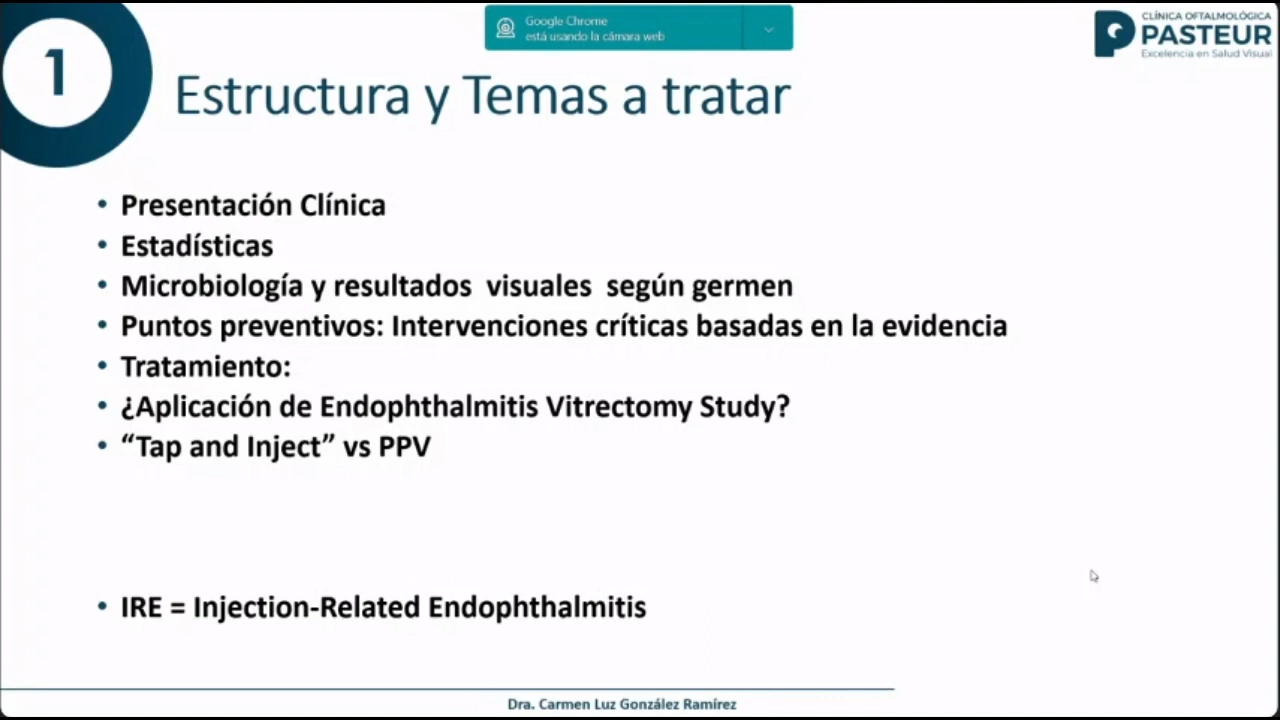 1
Google Chrome
está usando la cámara web
CLÍNICA OFTALMOLÓGICA
PASTEUR
Excelencia en Salud Visual
Estructura y Temas a tratar
• Presentación Clínica
• Estadísticas
• Microbiología y resultados visuales según germen
• Puntos preventivos: Intervenciones críticas basadas en la evidencia
• Tratamiento:
• ¿Aplicación de Endophthalmitis Vitrectomy Study?
• “Tap and Inject” vs PPV
• IRE = Injection-Related Endophthalmitis
Dra. Carmen Luz González Ramírez